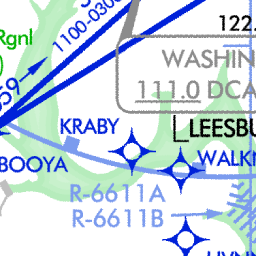 122.
Rgnl
1100-0300
WASHIN
111.0 DCA
59
KRABY
LEESBU
BOOYA
WALKN
R-6611A
R-6611B